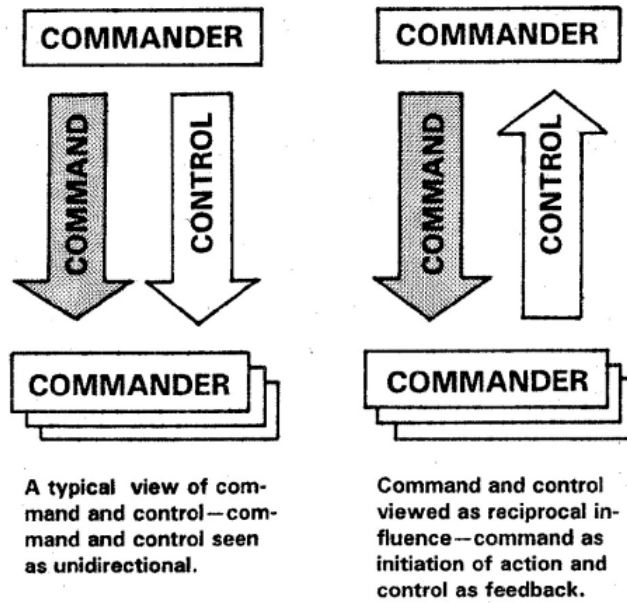 COMMANDER
COMMAND
CONTROL
COMMANDER
A typical view of com-
mand and control—com-
mand and control seen
as unidirectional.
COMMANDER
COMMAND
CONTROL
COMMANDER
Command and control
viewed as reciprocal in-
fluence—command as
initiation of action and
control as feedback.